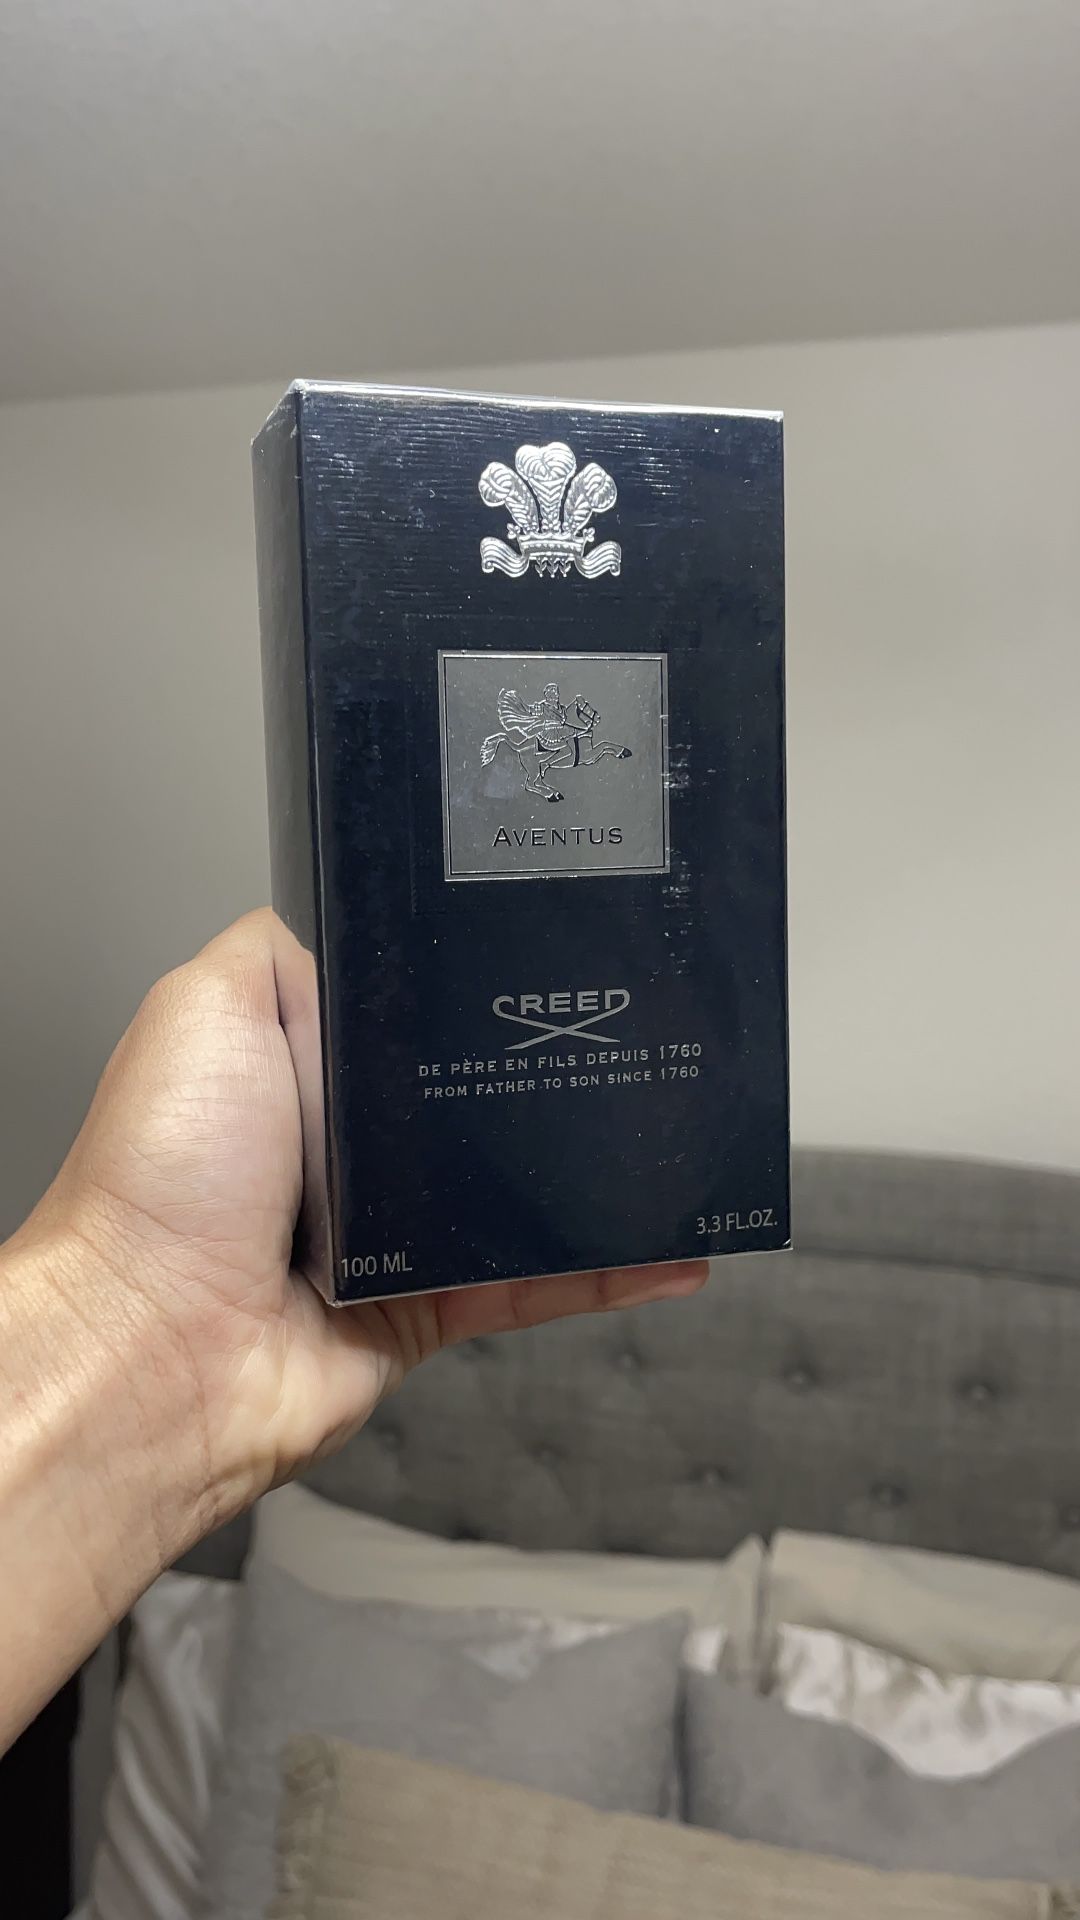 AVENTUS
CREED
DE PÈRE EN FILS DEPUIS 1760
FROM FATHER TO SON SINCE 1760
100 ML
3.3 FL.OZ.